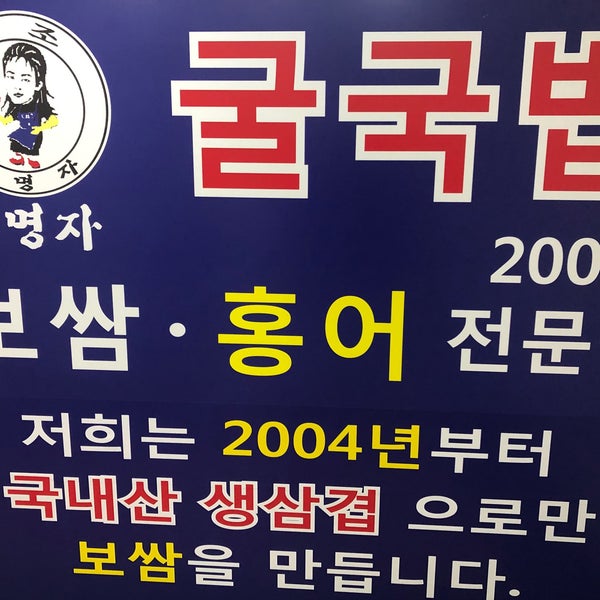 조
명자
굴국밥
명자
200
보쌈·홍어 전문
저희는 2004년부터
국내산 생삼겹 으로만
보쌈을 만듭니다.